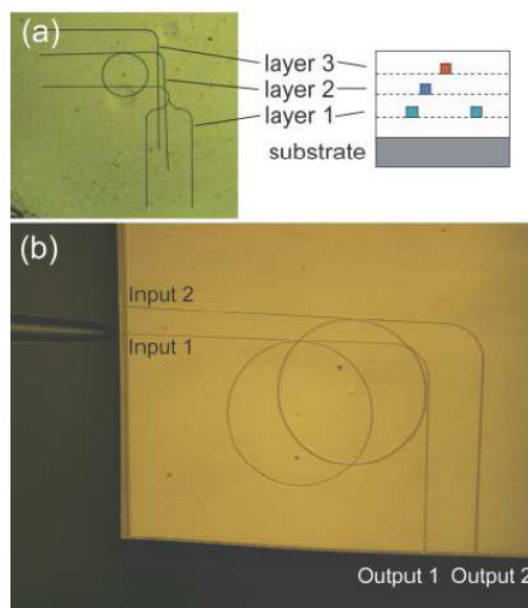 (a)
layer 3
layer 2
layer 1
substrate
(b)
Input 2
Input 1
Output 1 Output 2